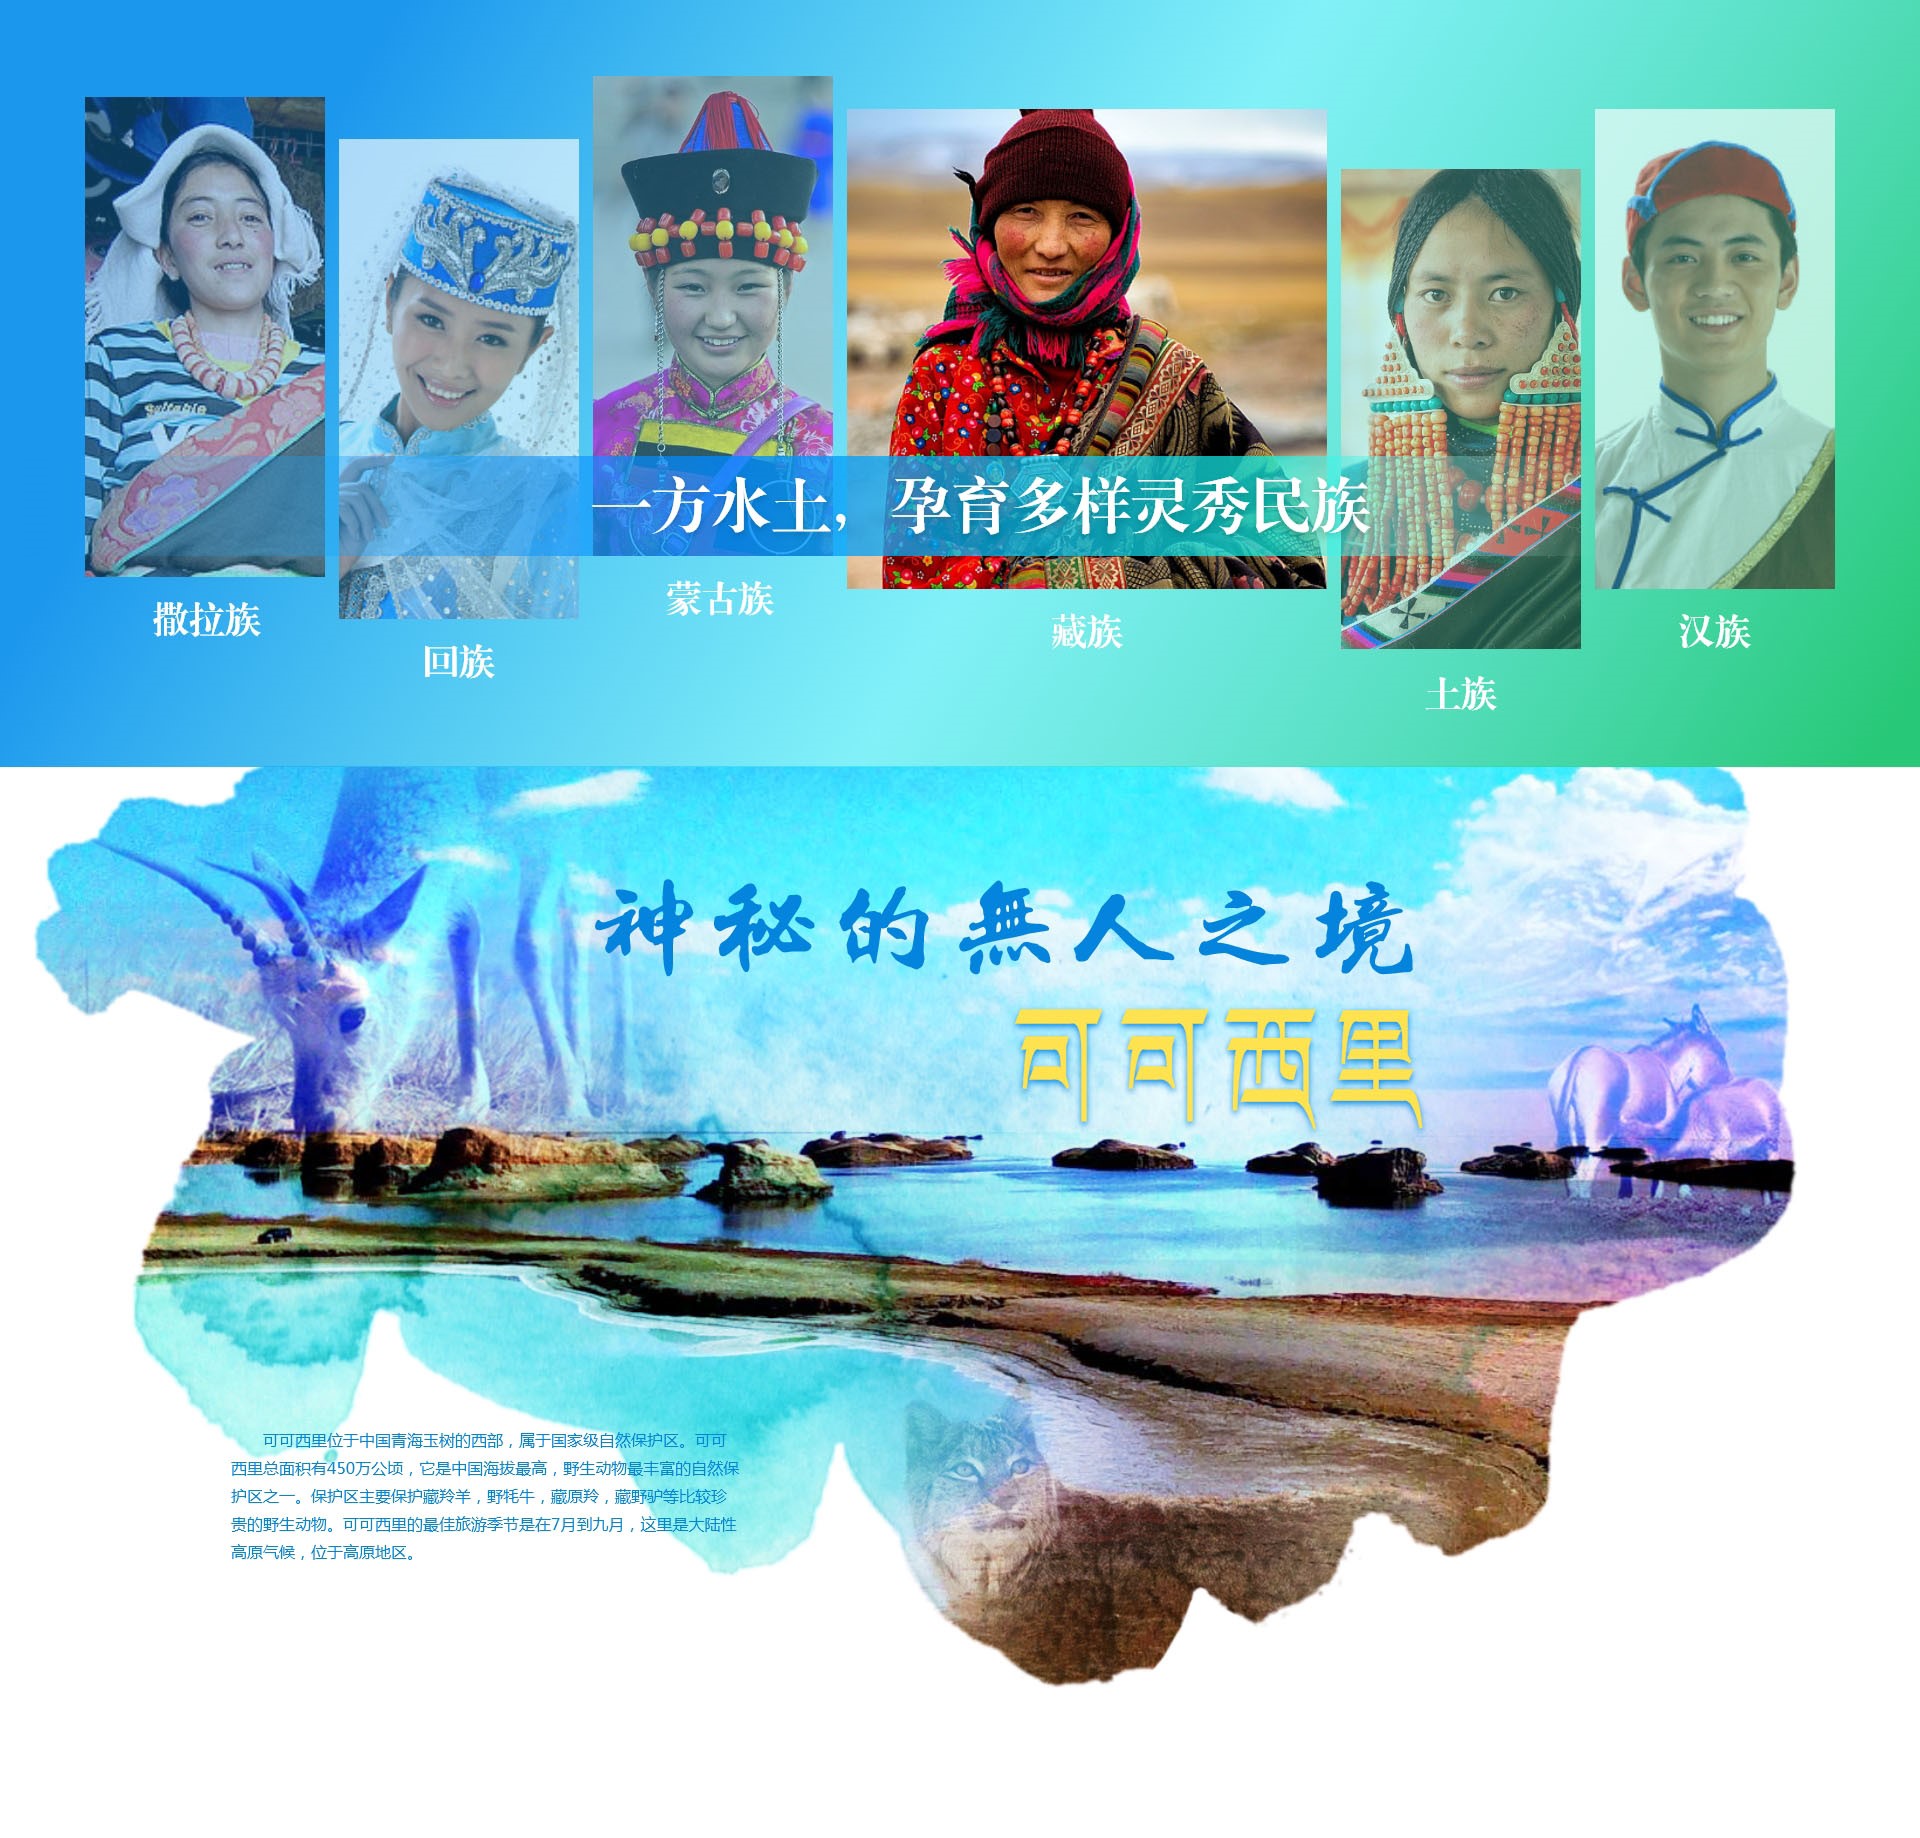 一方水土，孕育多样灵秀民族
撒拉族
回族
蒙古族
藏族
土族
汉族
神秘的無人之境
可可西里
可可西里位于中国青海玉树的西部，属于国家级自然保护区。可可
西里总面积有450万公顷，它是中国海拔最高，野生动物最丰富的自然保
护区之一。保护区主要保护藏羚羊，野牦牛，藏原羚，藏野驴等比较珍
贵的野生动物。可可西里的最佳旅游季节是在7月到九月，这里是大陆性
高原气候，位于高原地区。